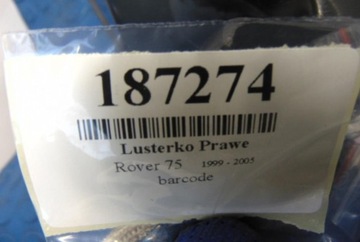 187274
Lusterko Prawe
Rover 75 1999 - 2005
barcode